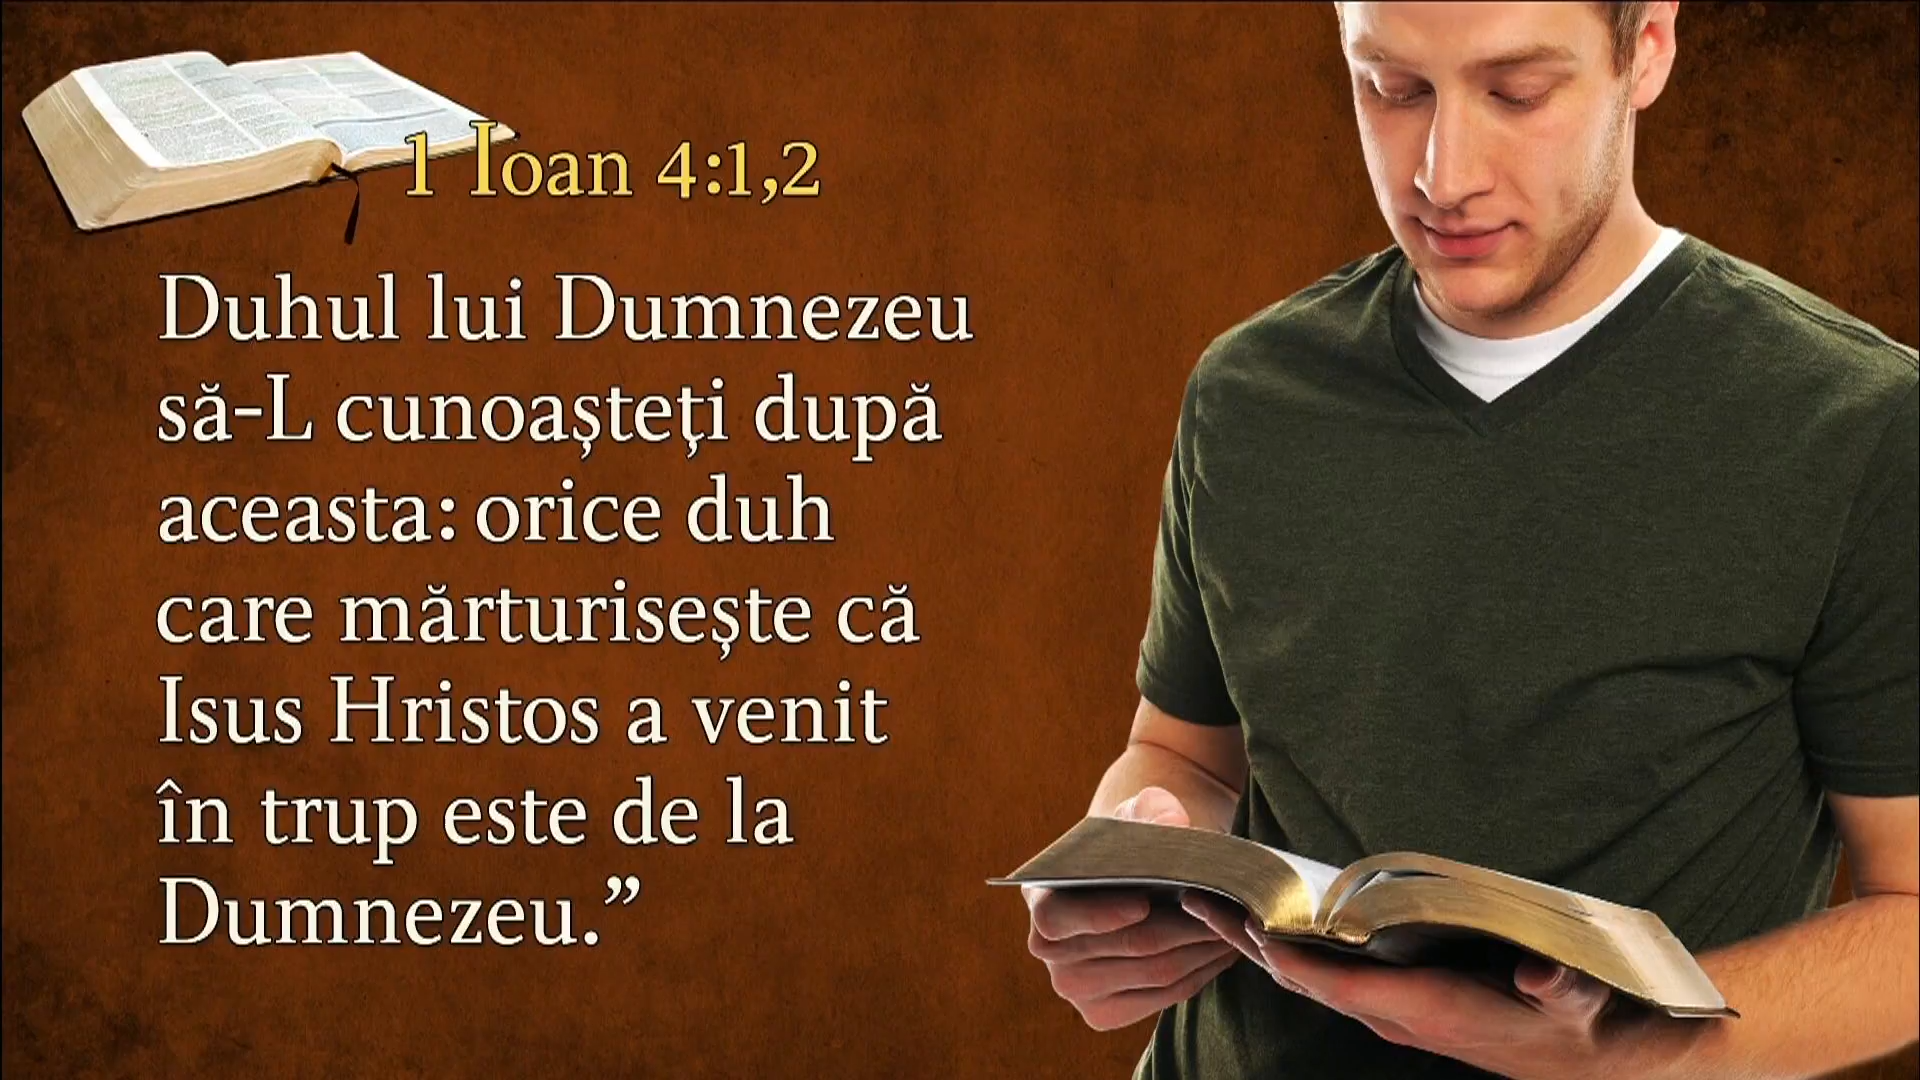 1 Ioan 4:1,2
Duhul lui Dumnezeu
să-L cunoașteți după
aceasta: orice duh
care mărturisește că
Isus Hristos a venit
în trup este de la
Dumnezeu.”